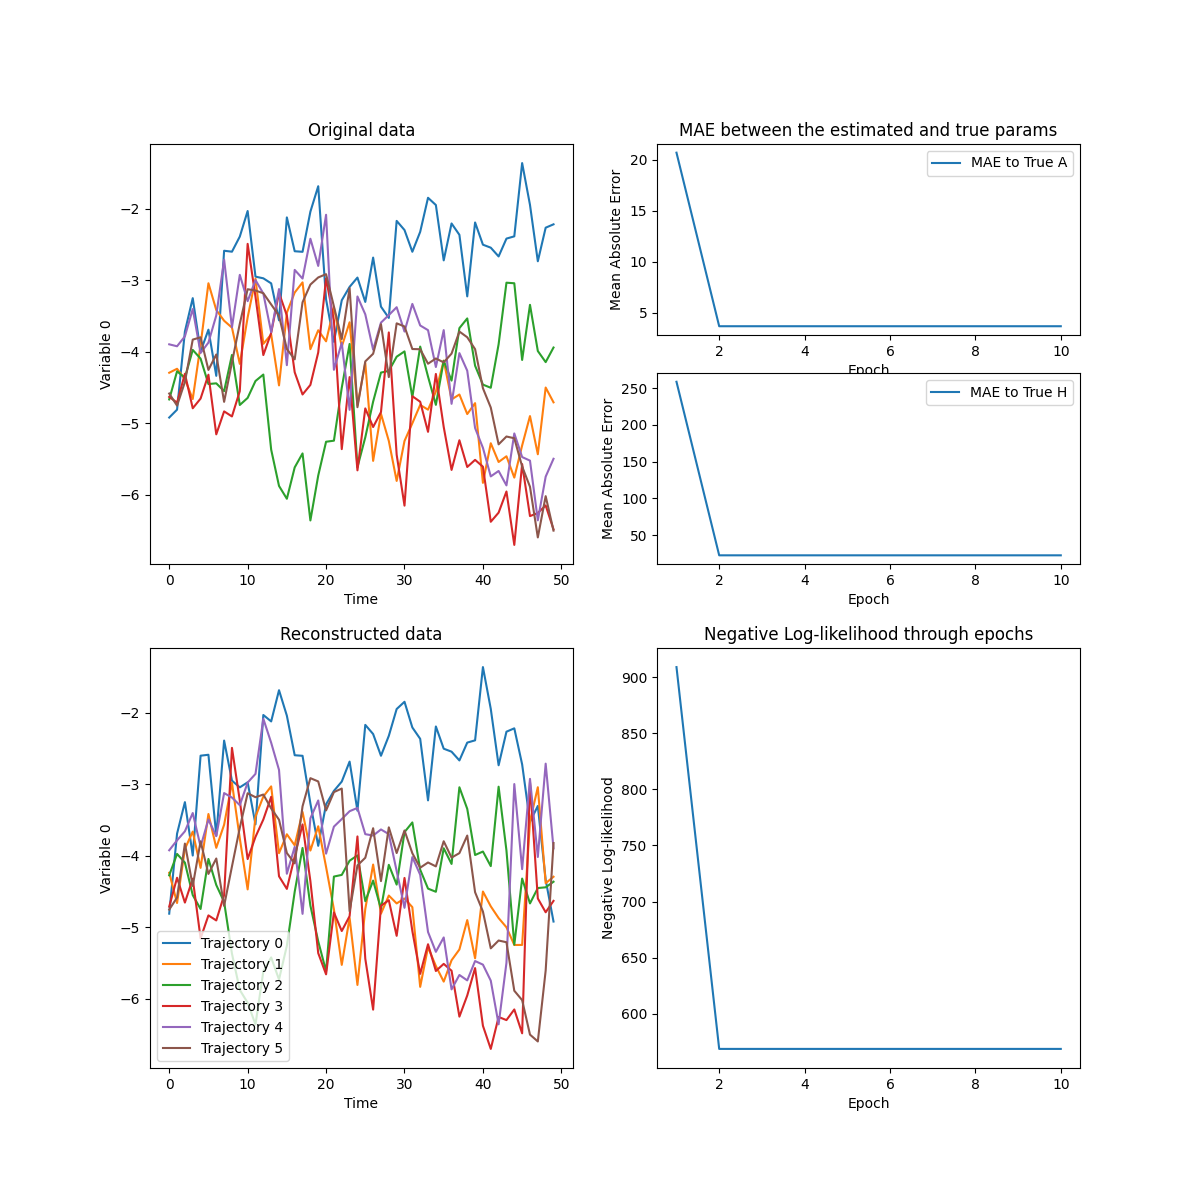 Original data
Variable 0
−2
−3
−4
−5
−6
0 10 20 30 40 50
Time
MAE between the estimated and true params
Mean Absolute Error
20
15
10
5
MAE to True A
2 4 6 8 10
Epoch
Mean Absolute Error
250
200
150
100
50
MAE to True H
2 4 6 8 10
Epoch
Reconstructed data
Variable 0
−2
−3
−4
−5
−6
Trajectory 0
Trajectory 1
Trajectory 2
Trajectory 3
Trajectory 4
Trajectory 5
0 10 20 30 40 50
Time
Negative Log-likelihood through epochs
Negative Log-likelihood
900
850
800
750
700
650
600
2 4 6 8 10
Epoch